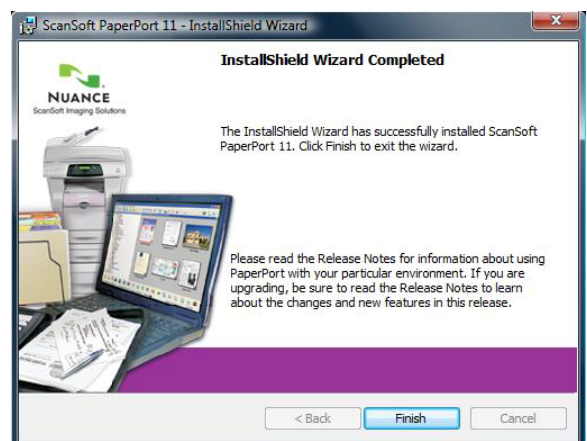 ScanSoft PaperPort 11 - InstallShield Wizard
InstallShield Wizard Completed
NUANCE
ScanSoft Imaging Solutions
The InstallShield Wizard has successfully installed ScanSoft
PaperPort 11. Click Finish to exit the wizard.
Please read the Release Notes for information about using
PaperPort with your particular environment. If you are
upgrading, be sure to read the Release Notes to learn
about the changes and new features in this release.
< Back
Finish
Cancel